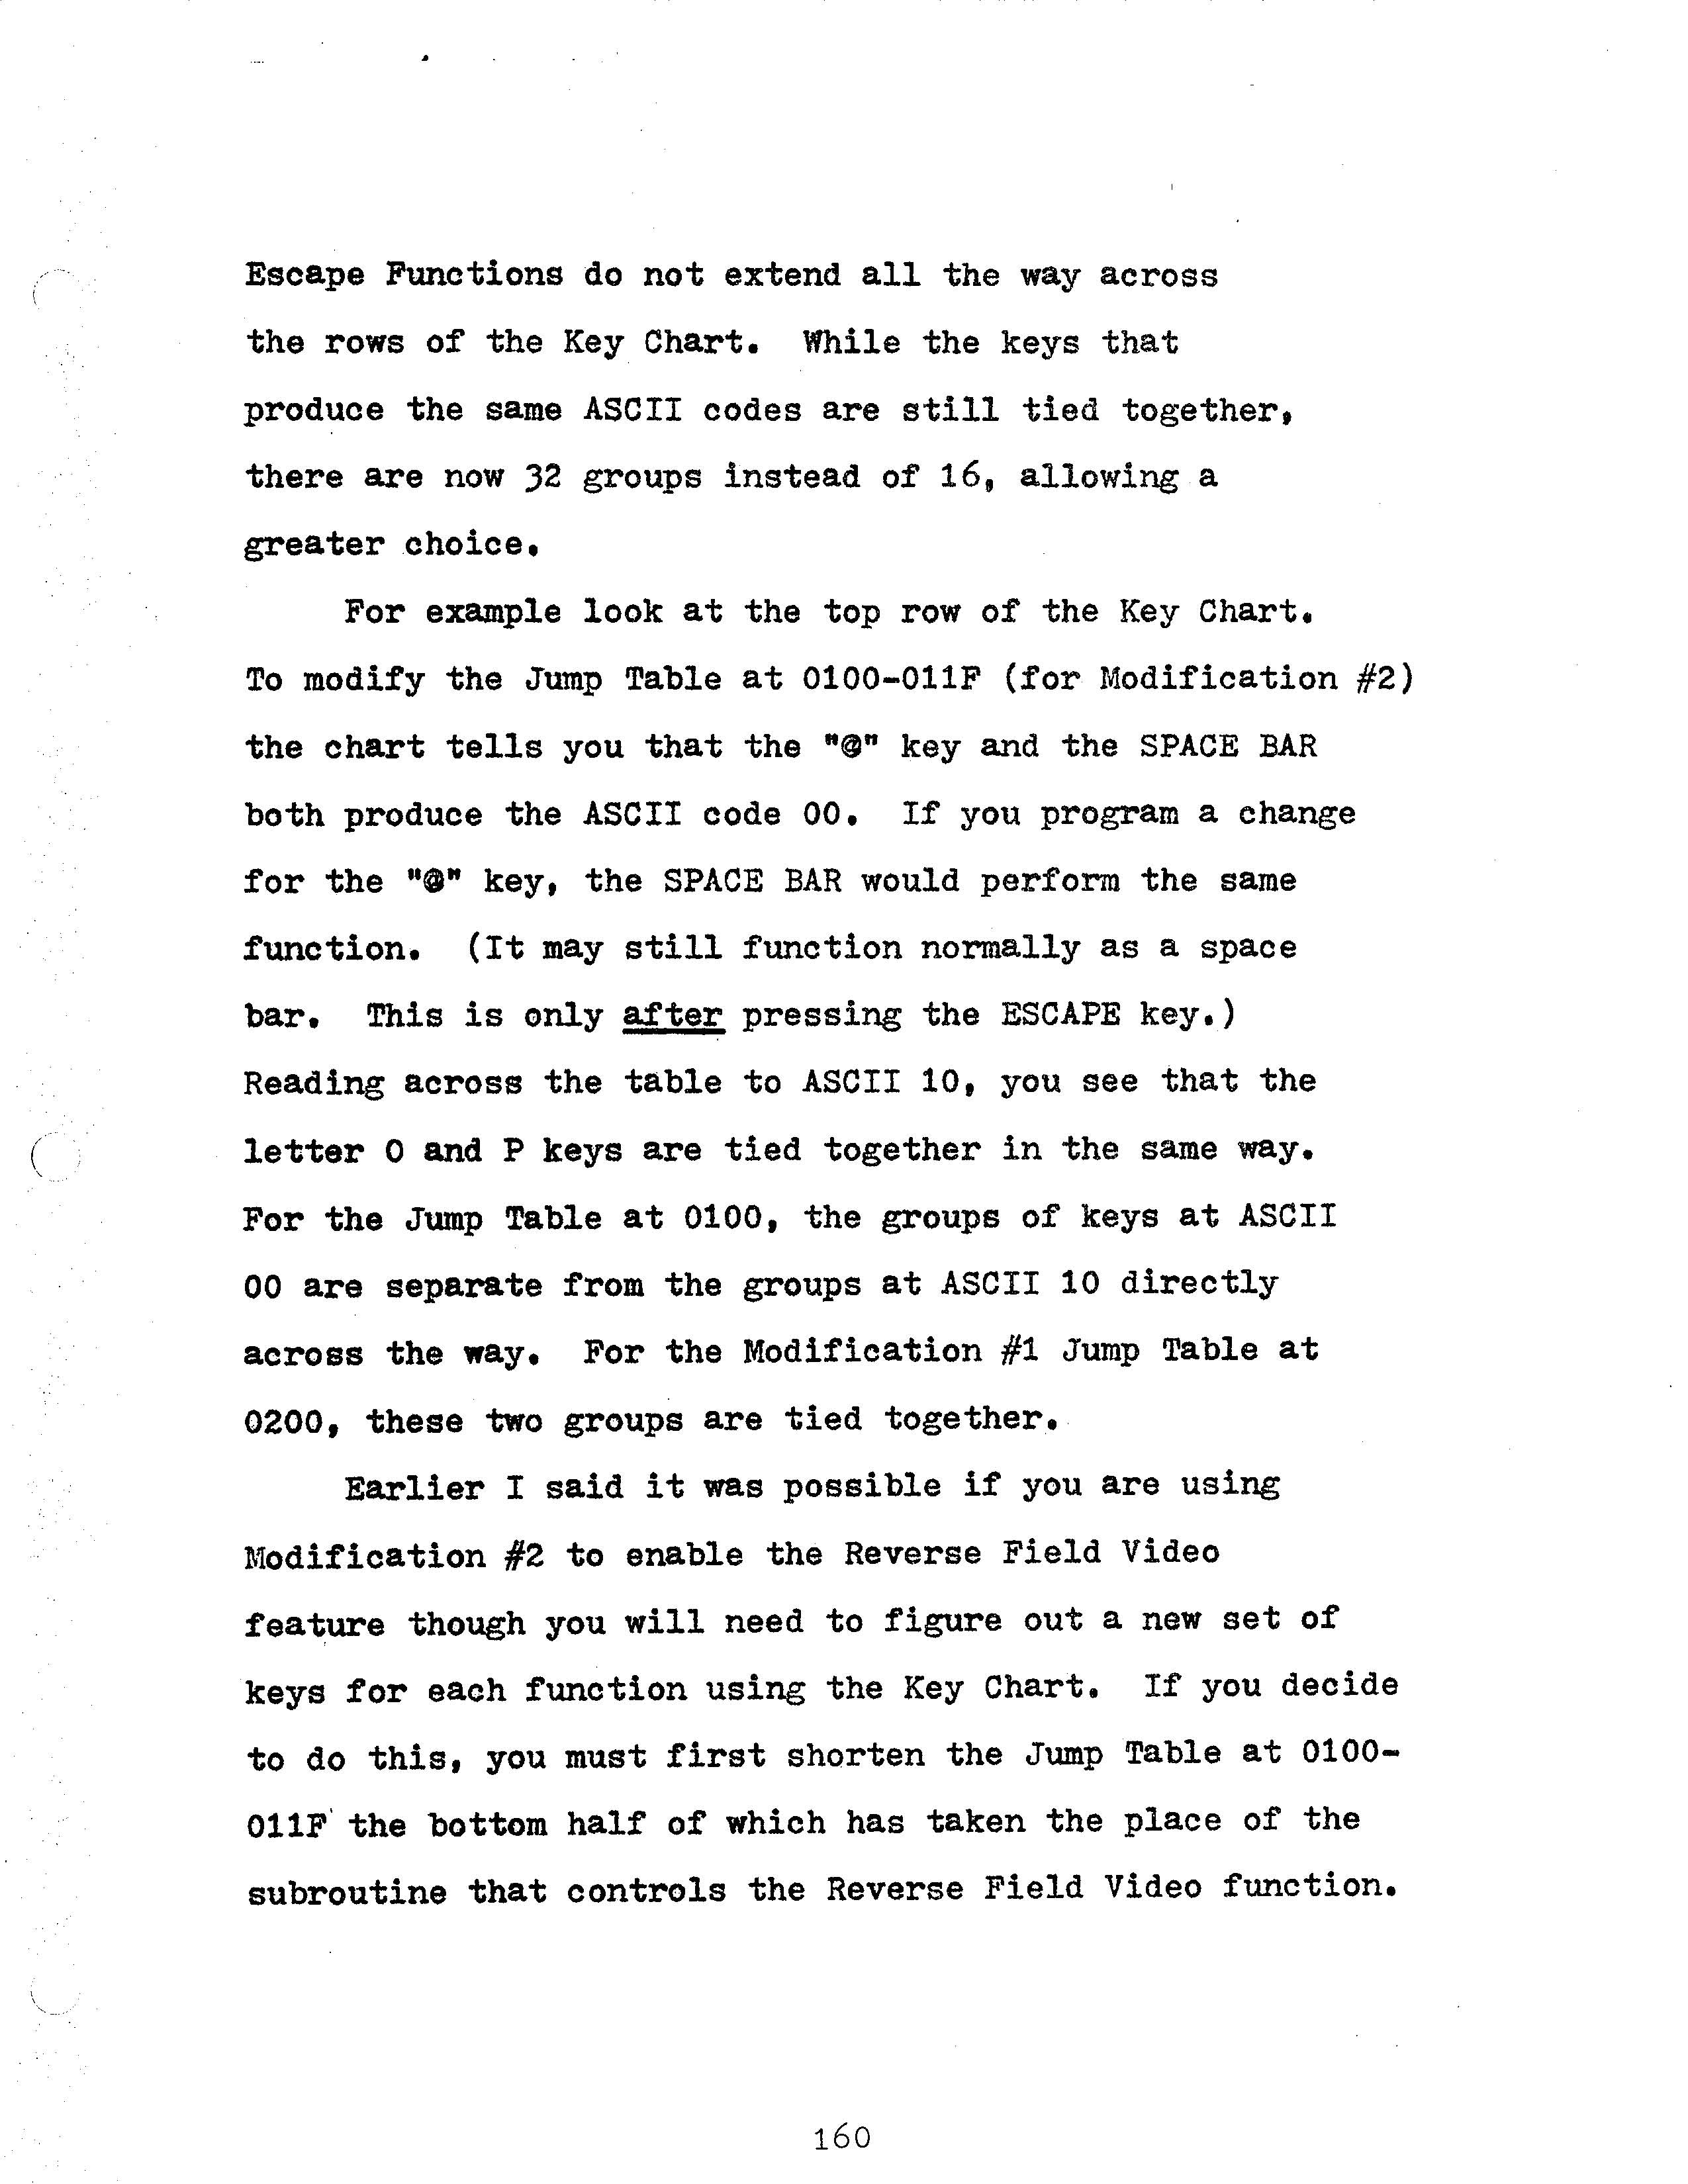 Escape Functions do not extend all the way across
the rows of the Key Chart.  While the keys that
produce the same ASCII codes are still tied together,
there are now 32 groups instead of 16, allowing a
greater choice.
For example look at the top row of the Key Chart.
To modify the Jump Table at 0100-011F (for Modification #2)
the chart tells you that the "@" key and the SPACE BAR
both produce the ASCII code 00.  If you program a change
for the "@" key, the SPACE BAR would perform the same
function.  (It may still function normally as a space
bar.  This is only after pressing the ESCAPE key.)
Reading across the table to ASCII 10, you see that the
letter O and P keys are tied together in the same way.
For the Jump Table at 0100, the groups of keys at ASCII
00 are separate from the groups at ASCII 10 directly
across the way.  For the Modification #1 Jump Table at
0200, these two groups are tied together.
Earlier I said it was possible if you are using
Modification #2 to enable the Reverse Field Video
feature though you will need to figure out a new set of
keys for each function using the Key Chart.  If you decide
to do this, you must first shorten the Jump Table at 0100-
011F the bottom half of which has taken the place of the
subroutine that controls the Reverse Field Video function.
160